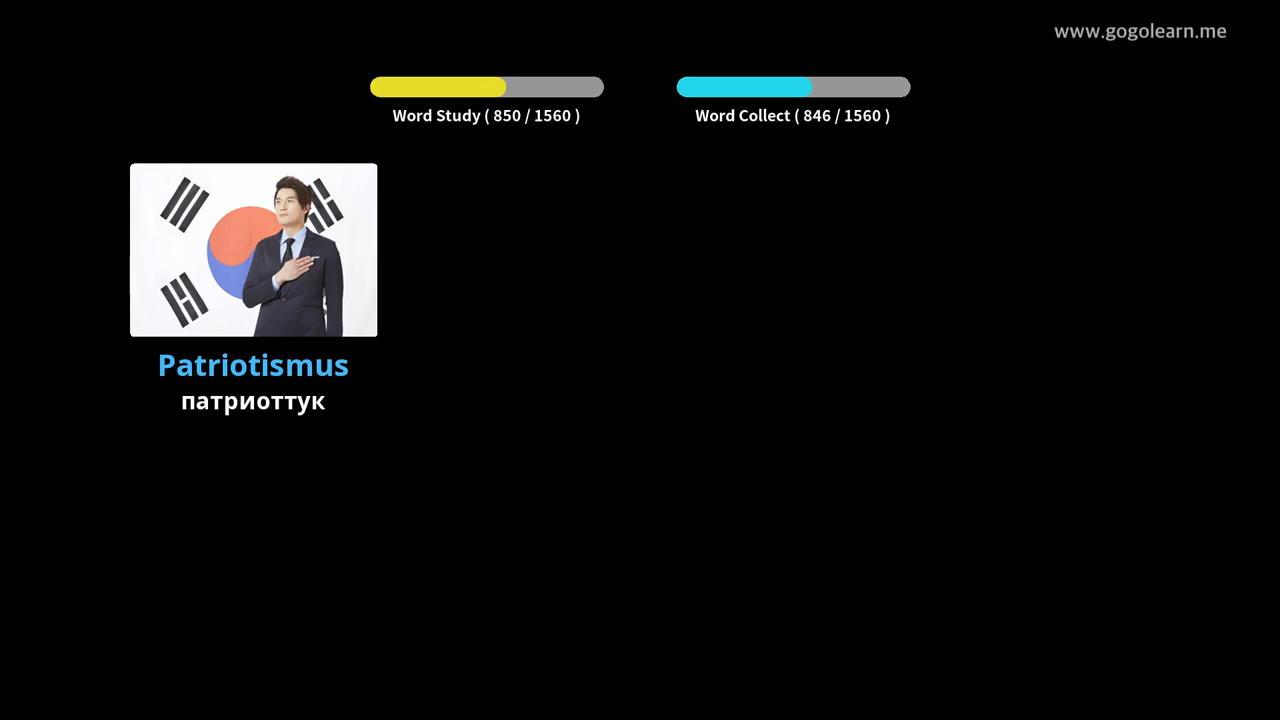 www.gogolearn.me
Word Study ( 850 / 1560 )
Word Collect ( 846 / 1560 )
Patriotismus
патриоттук